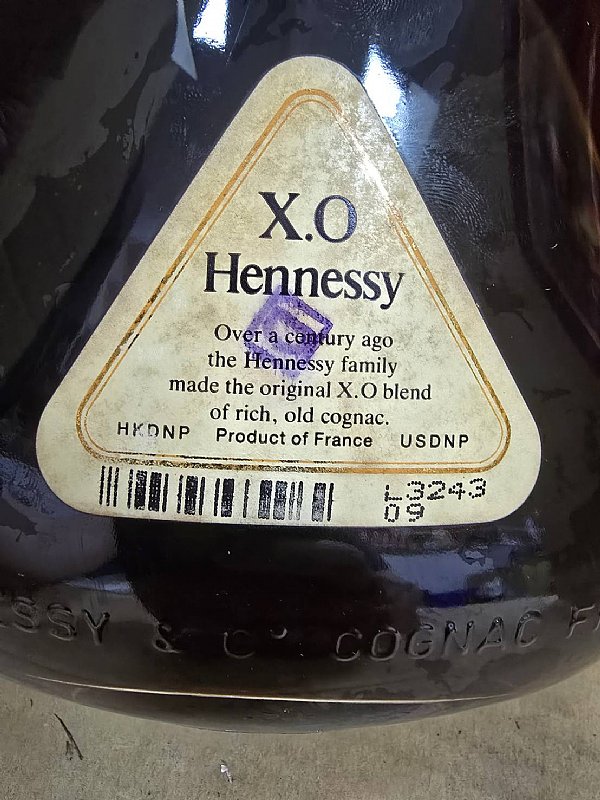 X.O
Hennessy
Over a century ago
the Hennessy family
made the original X.O blend
of rich, old cognac.
HKDNP Product of France USDNP
L3243
09
SSY & Cº COGNAC